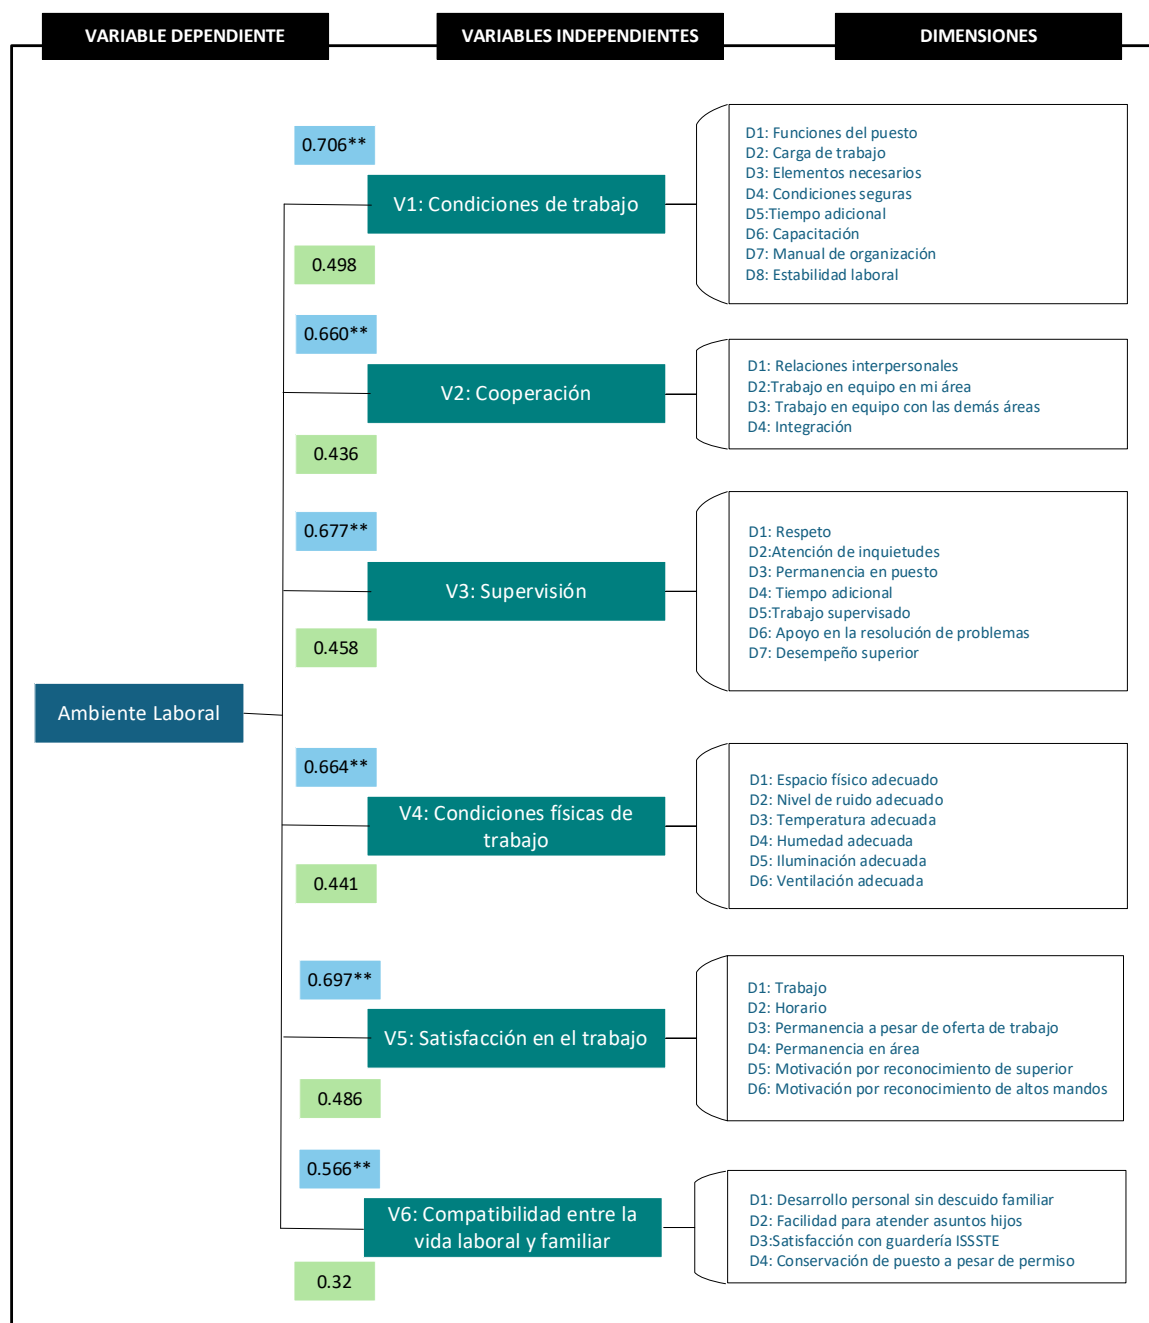 VARIABLE DEPENDIENTE
VARIABLES INDEPENDIENTES
DIMENSIONES
Ambiente Laboral
0.706**
V1: Condiciones de trabajo
0.498
D1: Funciones del puesto
D2: Carga de trabajo
D3: Elementos necesarios
D4: Condiciones seguras
D5:Tiempo adicional
D6: Capacitación
D7: Manual de organización
D8: Estabilidad laboral
0.660**
V2: Cooperación
0.436
D1: Relaciones interpersonales
D2:Trabajo en equipo en mi área
D3: Trabajo en equipo con las demás áreas
D4: Integración
0.677**
V3: Supervisión
0.458
D1: Respeto
D2:Atención de inquietudes
D3: Permanencia en puesto
D4: Tiempo adicional
D5:Trabajo supervisado
D6: Apoyo en la resolución de problemas
D7: Desempeño superior
0.664**
V4: Condiciones físicas de
trabajo
0.441
D1: Espacio físico adecuado
D2: Nivel de ruido adecuado
D3: Temperatura adecuada
D4: Humedad adecuada
D5: Iluminación adecuada
D6: Ventilación adecuada
0.697**
V5: Satisfacción en el trabajo
0.486
D1: Trabajo
D2: Horario
D3: Permanencia a pesar de oferta de trabajo
D4: Permanencia en área
D5: Motivación por reconocimiento de superior
D6: Motivación por reconocimiento de altos mandos
0.566**
V6: Compatibilidad entre la
vida laboral y familiar
0.32
D1: Desarrollo personal sin descuido familiar
D2: Facilidad para atender asuntos hijos
D3:Satisfacción con guardería ISSSTE
D4: Conservación de puesto a pesar de permiso